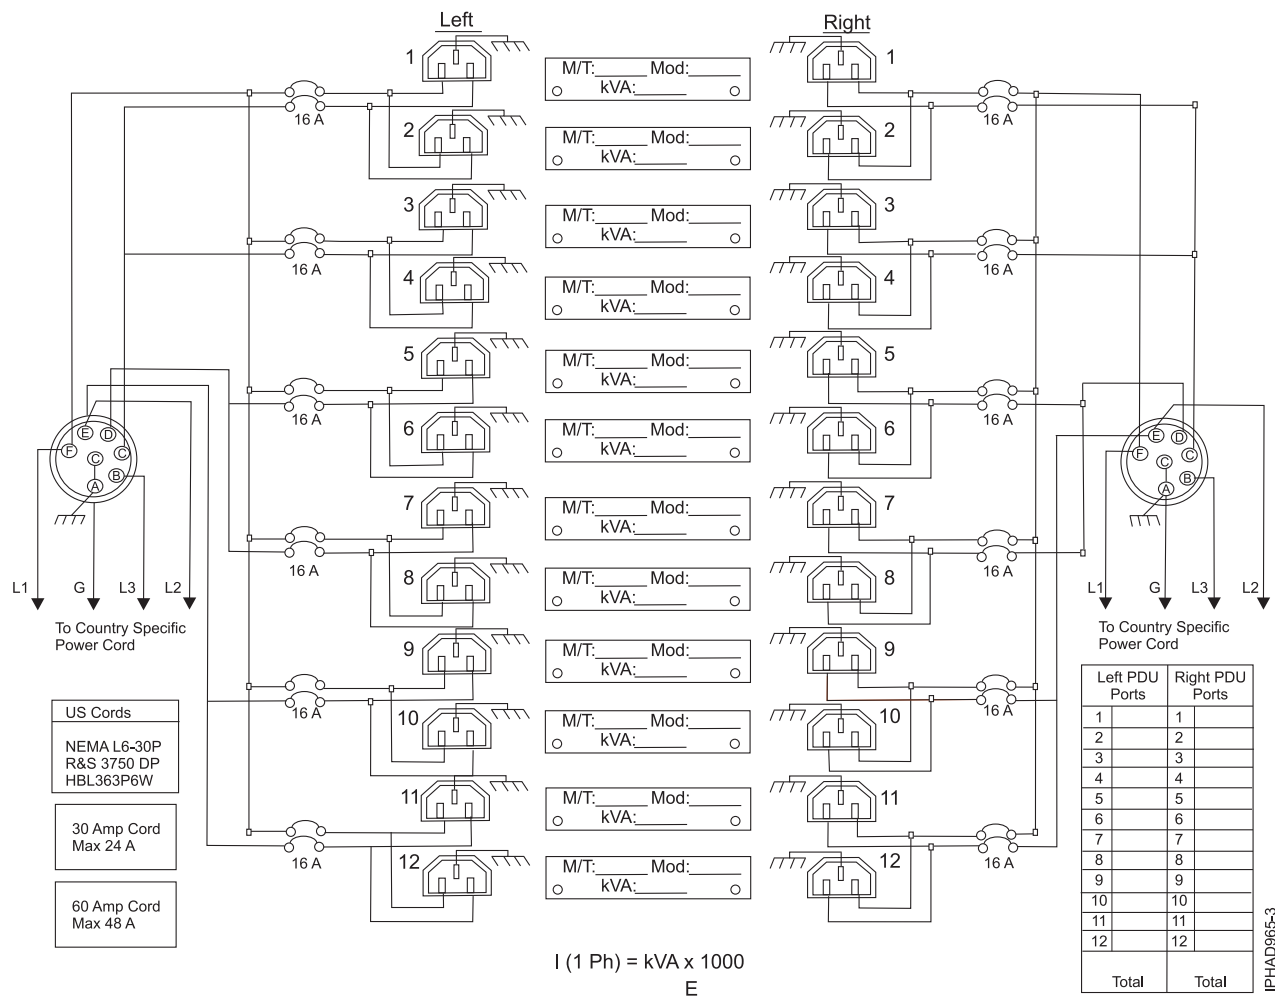 Left
Right
1
2
3
4
5
6
7
8
9
10
11
12
1
2
3
4
5
6
7
8
9
10
11
12
M/T:______ Mod:______
kVA:______
M/T:______ Mod:______
kVA:______
M/T:______ Mod:______
kVA:______
M/T:______ Mod:______
kVA:______
M/T:______ Mod:______
kVA:______
M/T:______ Mod:______
kVA:______
M/T:______ Mod:______
kVA:______
M/T:______ Mod:______
kVA:______
M/T:______ Mod:______
kVA:______
M/T:______ Mod:______
kVA:______
M/T:______ Mod:______
kVA:______
M/T:______ Mod:______
kVA:______
16 A
16 A
16 A
16 A
16 A
16 A
16 A
16 A
16 A
16 A
16 A
16 A
E
D
F
C
C
B
A
L1
G
L3
L2
To Country Specific
Power Cord
E
D
F
C
C
B
A
L1
G
L3
L2
To Country Specific
Power Cord
US Cords
NEMA L6-30P
R&S 3750 DP
HBL363P6W
30 Amp Cord
Max 24 A
60 Amp Cord
Max 48 A
Left PDU
Ports
Right PDU
Ports
1 1
2 2
3 3
4 4
5 5
6 6
7 7
8 8
9 9
10 10
11 11
12 12
Total Total
I (1 Ph) = kVA x 1000
E
IPHAD965-3